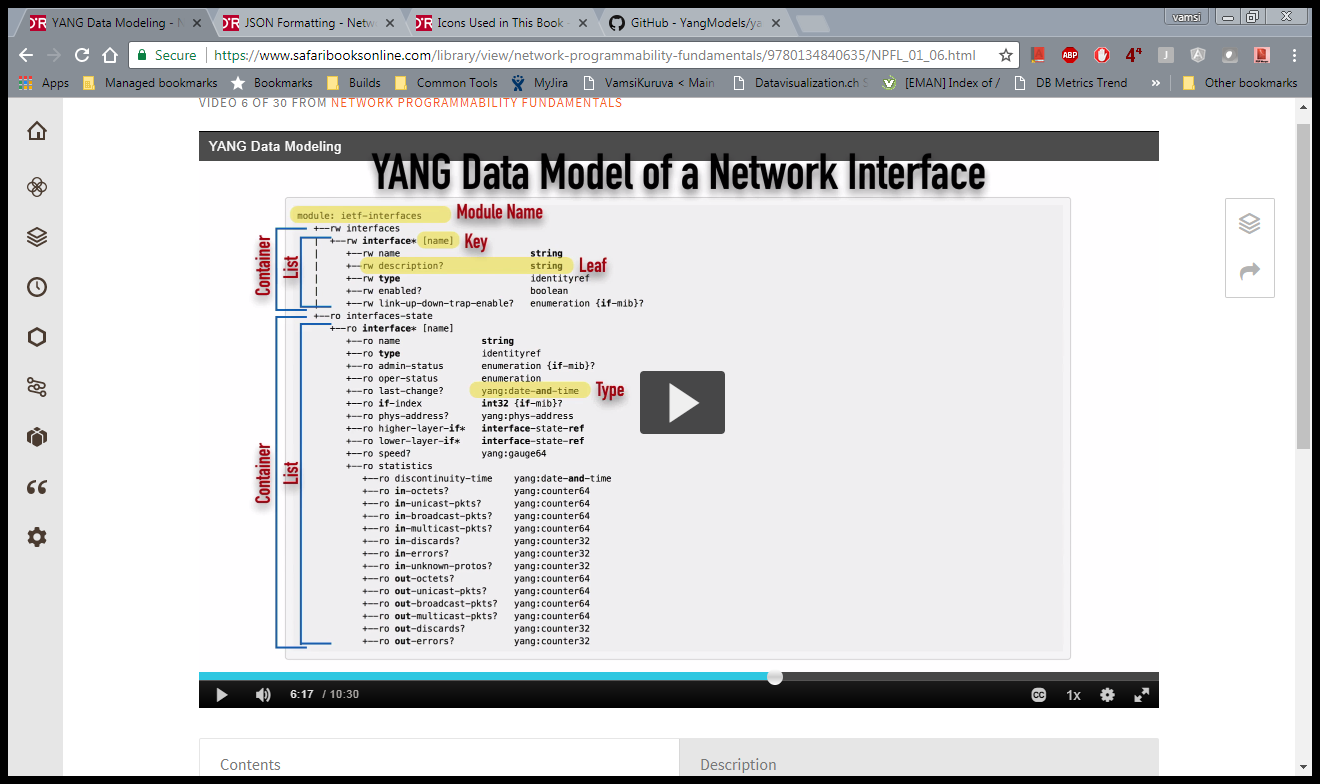 YANG Data Modeling - N
JSON Formatting - Netw
Icons Used in This Book -
GitHub - YangModels/ya
vamsi
Secure
https://www.safaribooksonline.com/library/view/network-programmability-fundamentals/9780134840635/NPFL_01_06.html
ABP
4⁴
J
Apps
Managed bookmarks
Bookmarks
Builds
Common Tools
MyJira
VamsiKuruva < Main
Datavisualization.ch S
[EMAN] Index of /
DB Metrics Trend
»
Other bookmarks
VIDEO 6 OF 30 FROM NETWORK PROGRAMMABILITY FUNDAMENTALS
YANG Data Modeling
YANG Data Model of a Network Interface
module: ietf-interfaces Module Name
+--rw interfaces
| +--rw interface* [name] Key
| +--rw name string
| +--rw description? string Leaf
| +--rw type identityref
| +--rw enabled? boolean
| +--rw link-up-down-trap-enable? enumeration {if-mib}?
+--ro interfaces-state
+--ro interface* [name]
+--ro name string
+--ro type identityref
+--ro admin-status enumeration {if-mib}?
+--ro oper-status enumeration
+--ro last-change? yang:date-and-time Type
+--ro if-index int32 {if-mib}?
+--ro phys-address? yang:phys-address
+--ro higher-layer-if* interface-state-ref
+--ro lower-layer-if* interface-state-ref
+--ro speed? yang:gauge64
+--ro statistics
+--ro discontinuity-time yang:date-and-time
+--ro in-octets? yang:counter64
+--ro in-unicast-pkts? yang:counter64
+--ro in-broadcast-pkts? yang:counter64
+--ro in-multicast-pkts? yang:counter64
+--ro in-discards? yang:counter32
+--ro in-errors? yang:counter32
+--ro in-unknown-protos? yang:counter32
+--ro out-octets? yang:counter64
+--ro out-unicast-pkts? yang:counter64
+--ro out-broadcast-pkts? yang:counter64
+--ro out-multicast-pkts? yang:counter64
+--ro out-discards? yang:counter32
+--ro out-errors? yang:counter32
Container
List
Container
List
6:17 / 10:30
CC
1x
Contents
Description